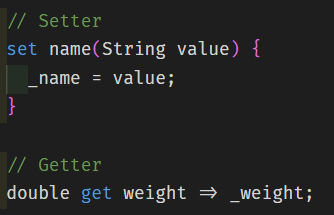 // Setter
set name(String value) {
  _name = value;
}

// Getter
double get weight => _weight;